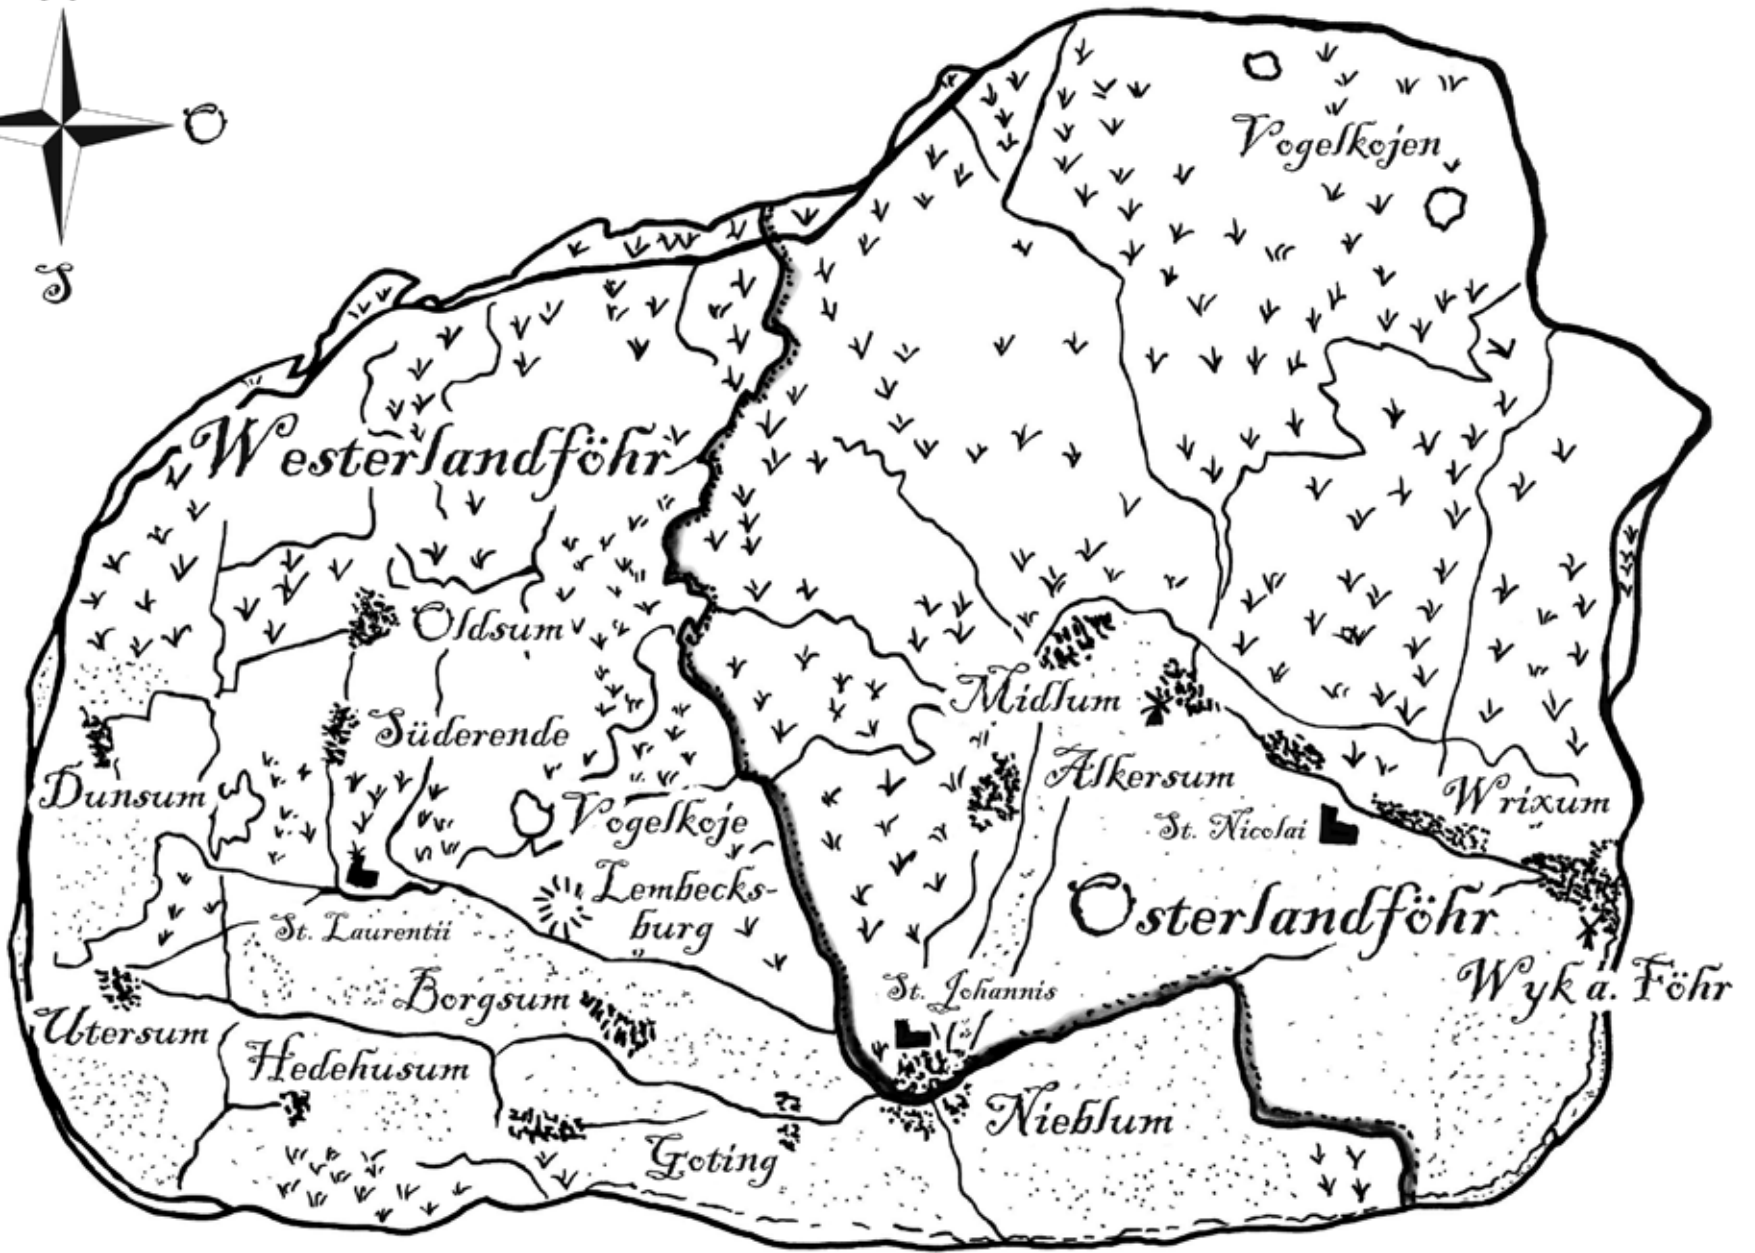 O
Vogelkojen
S
Westerlandföhr
Oldsum
Midlum
Süderende
Alkersum
Dunsum
Wrixum
Vogelkoje
St. Nicolai
Lembecks-
burg
Osterlandföhr
St. Laurentii
Wyk a. Föhr
Borgsum
St. Johannis
Utersum
Hedehusum
Nieblum
Goting